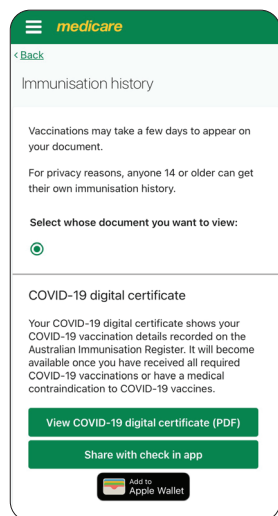 medicare
< Back
Immunisation history
Vaccinations may take a few days to appear on
your document.
For privacy reasons, anyone 14 or older can get
their own immunisation history.
Select whose document you want to view:
COVID-19 digital certificate
Your COVID-19 digital certificate shows your
COVID-19 vaccination details recorded on the
Australian Immunisation Register. It will become
available once you have received all required
COVID-19 vaccinations or have a medical
contraindication to COVID-19 vaccines.
View COVID-19 digital certificate (PDF)
Share with check in app
Add to
Apple Wallet